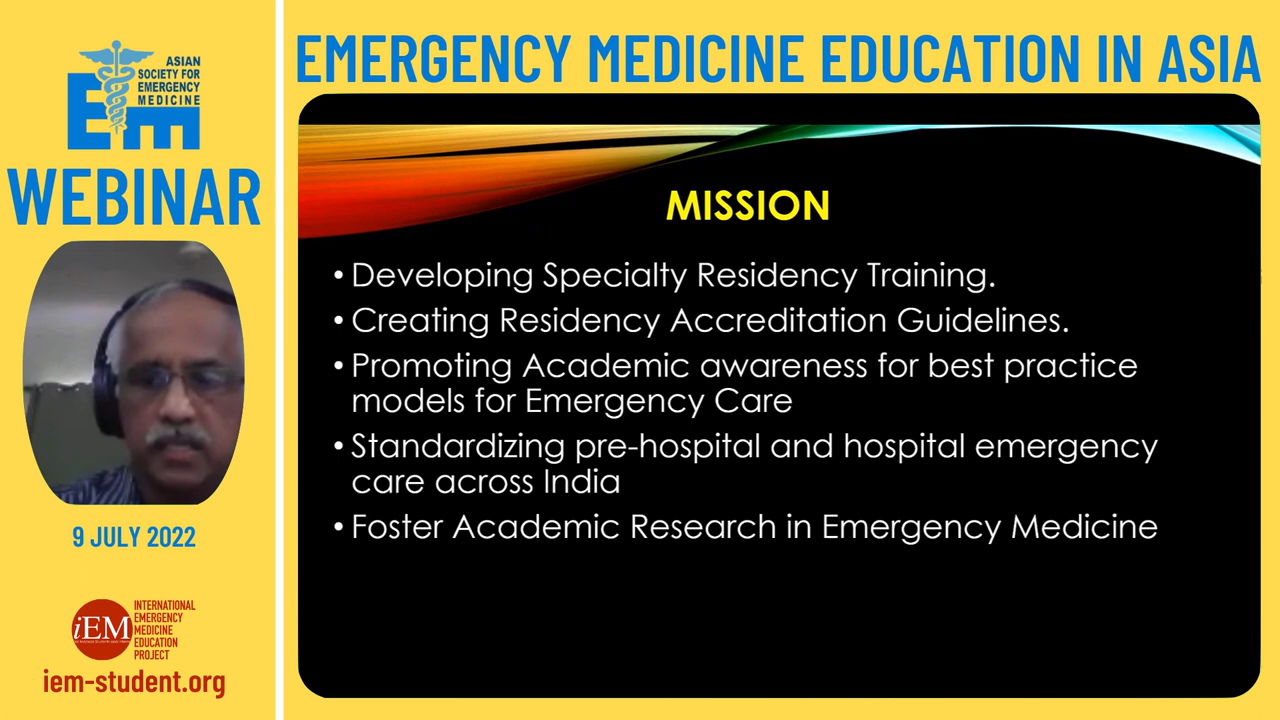 ASIAN
SOCIETY FOR
EMERGENCY
MEDICINE
Em
WEBINAR
9 JULY 2022
iEM
INTERNATIONAL
EMERGENCY
MEDICINE
EDUCATION
PROJECT
iem-student.org
EMERGENCY MEDICINE EDUCATION IN ASIA
MISSION
• Developing Specialty Residency Training.
• Creating Residency Accreditation Guidelines.
• Promoting Academic awareness for best practice
models for Emergency Care
• Standardizing pre-hospital and hospital emergency
care across India
• Foster Academic Research in Emergency Medicine